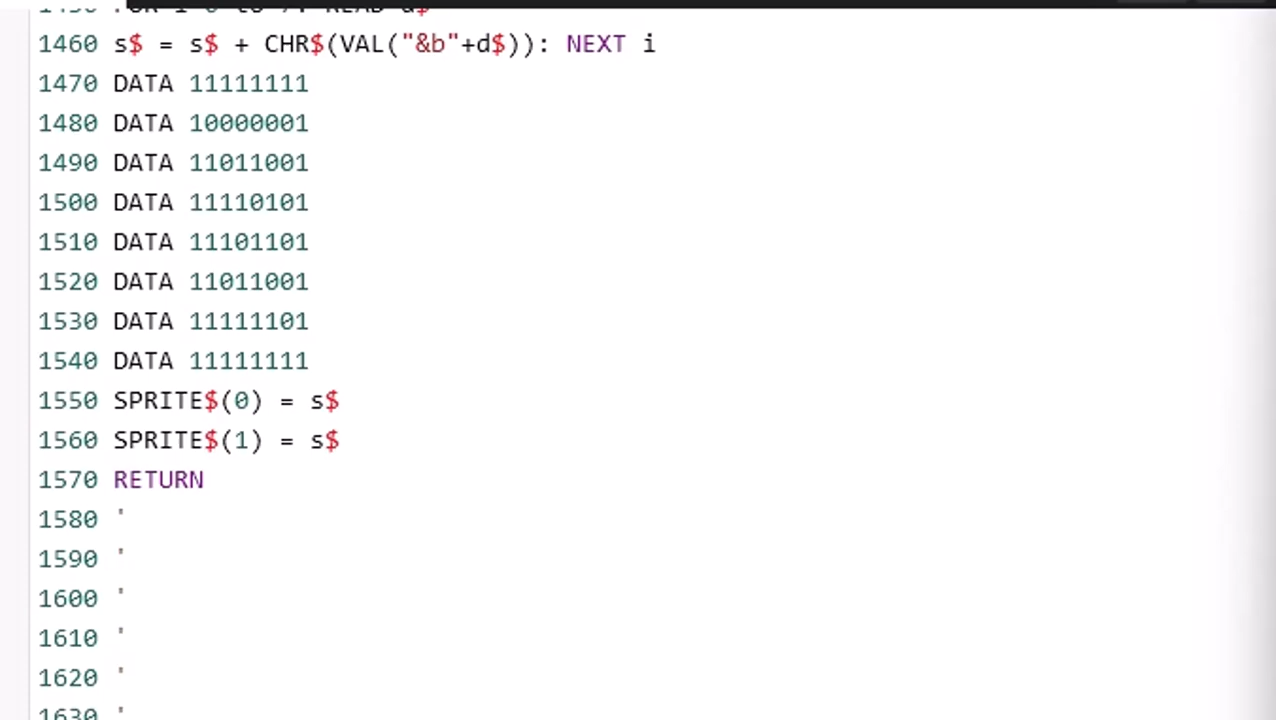 1460 s$ = s$ + CHR$(VAL("&b"+d$)): NEXT i
1470 DATA 11111111
1480 DATA 10000001
1490 DATA 11011001
1500 DATA 11110101
1510 DATA 11101101
1520 DATA 11011001
1530 DATA 11111101
1540 DATA 11111111
1550 SPRITE$(0) = s$
1560 SPRITE$(1) = s$
1570 RETURN
1580 '
1590 '
1600 '
1610 '
1620 '
1630 '